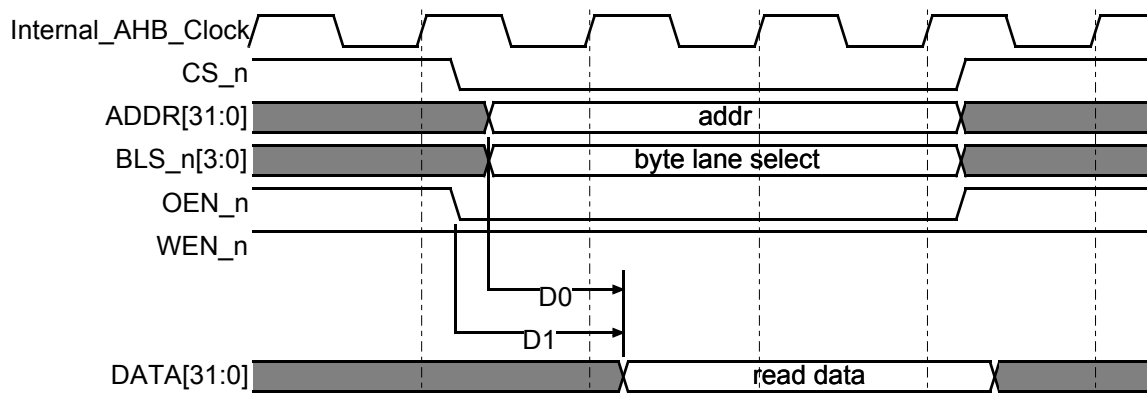 Internal_AHB_Clock
CS_n
ADDR[31:0] addr
BLS_n[3:0] byte lane select
OEN_n
WEN_n
D0
D1
DATA[31:0] read data